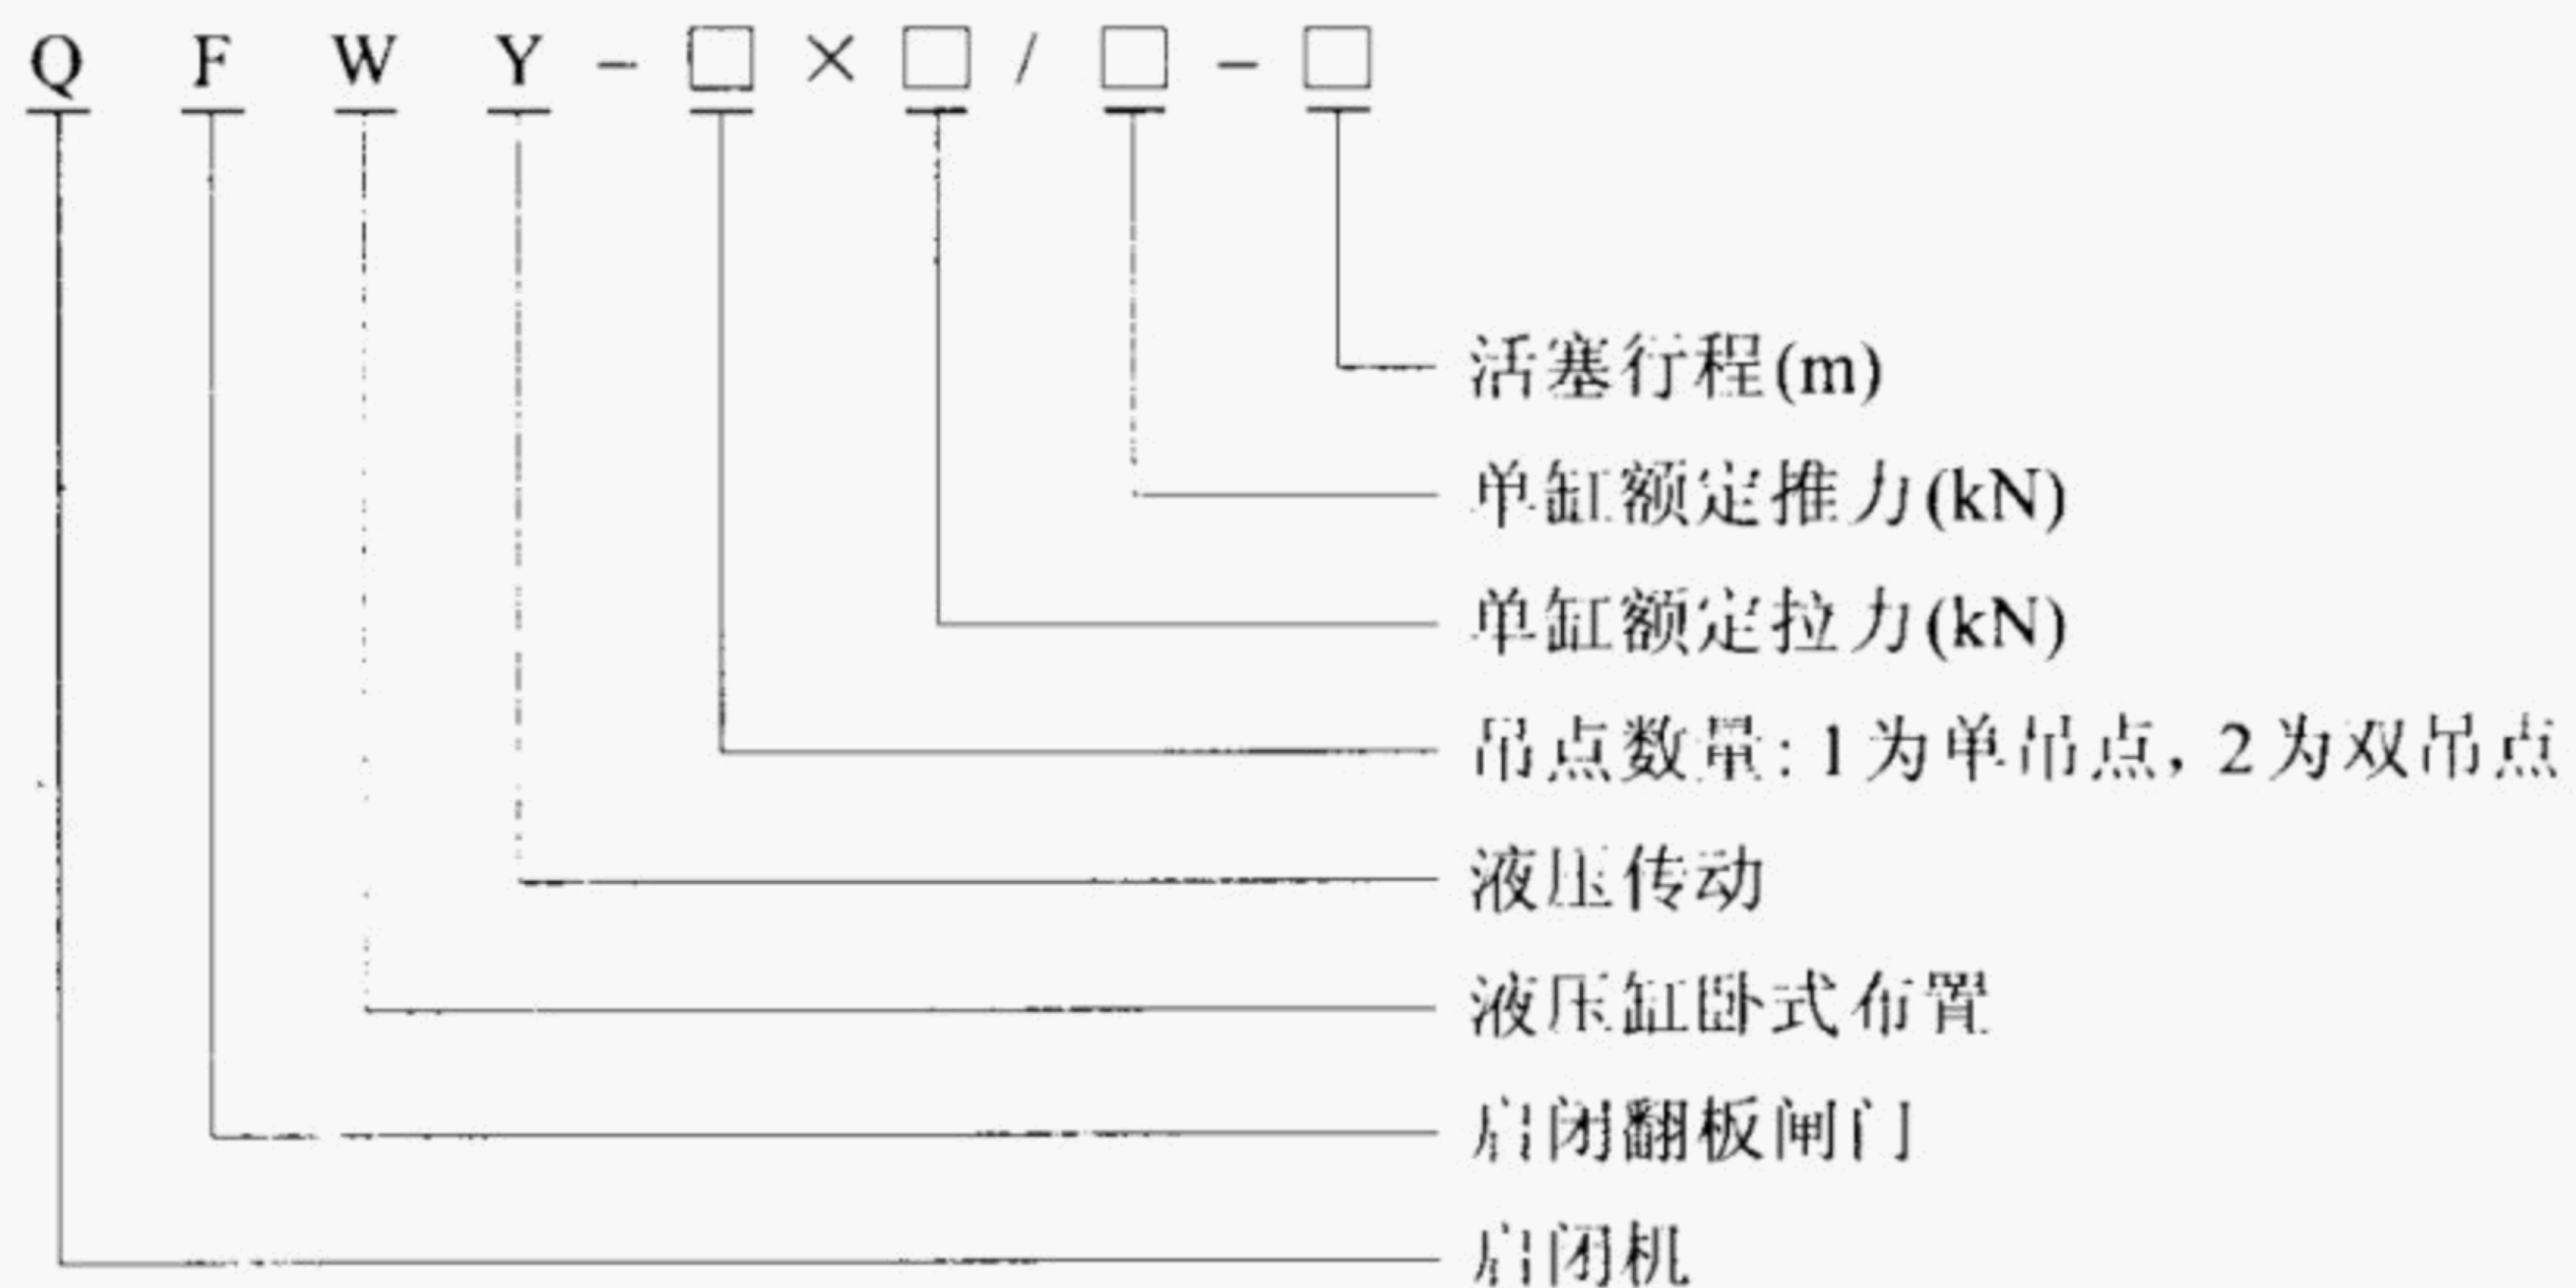 Q F W Y - □ × □ / □ - □
活塞行程(m)
单缸额定推力(kN)
单缸额定拉力(kN)
吊点数量: 1为单吊点, 2为双吊点
液压传动
液压缸卧式布置
启闭翻板闸门
启闭机